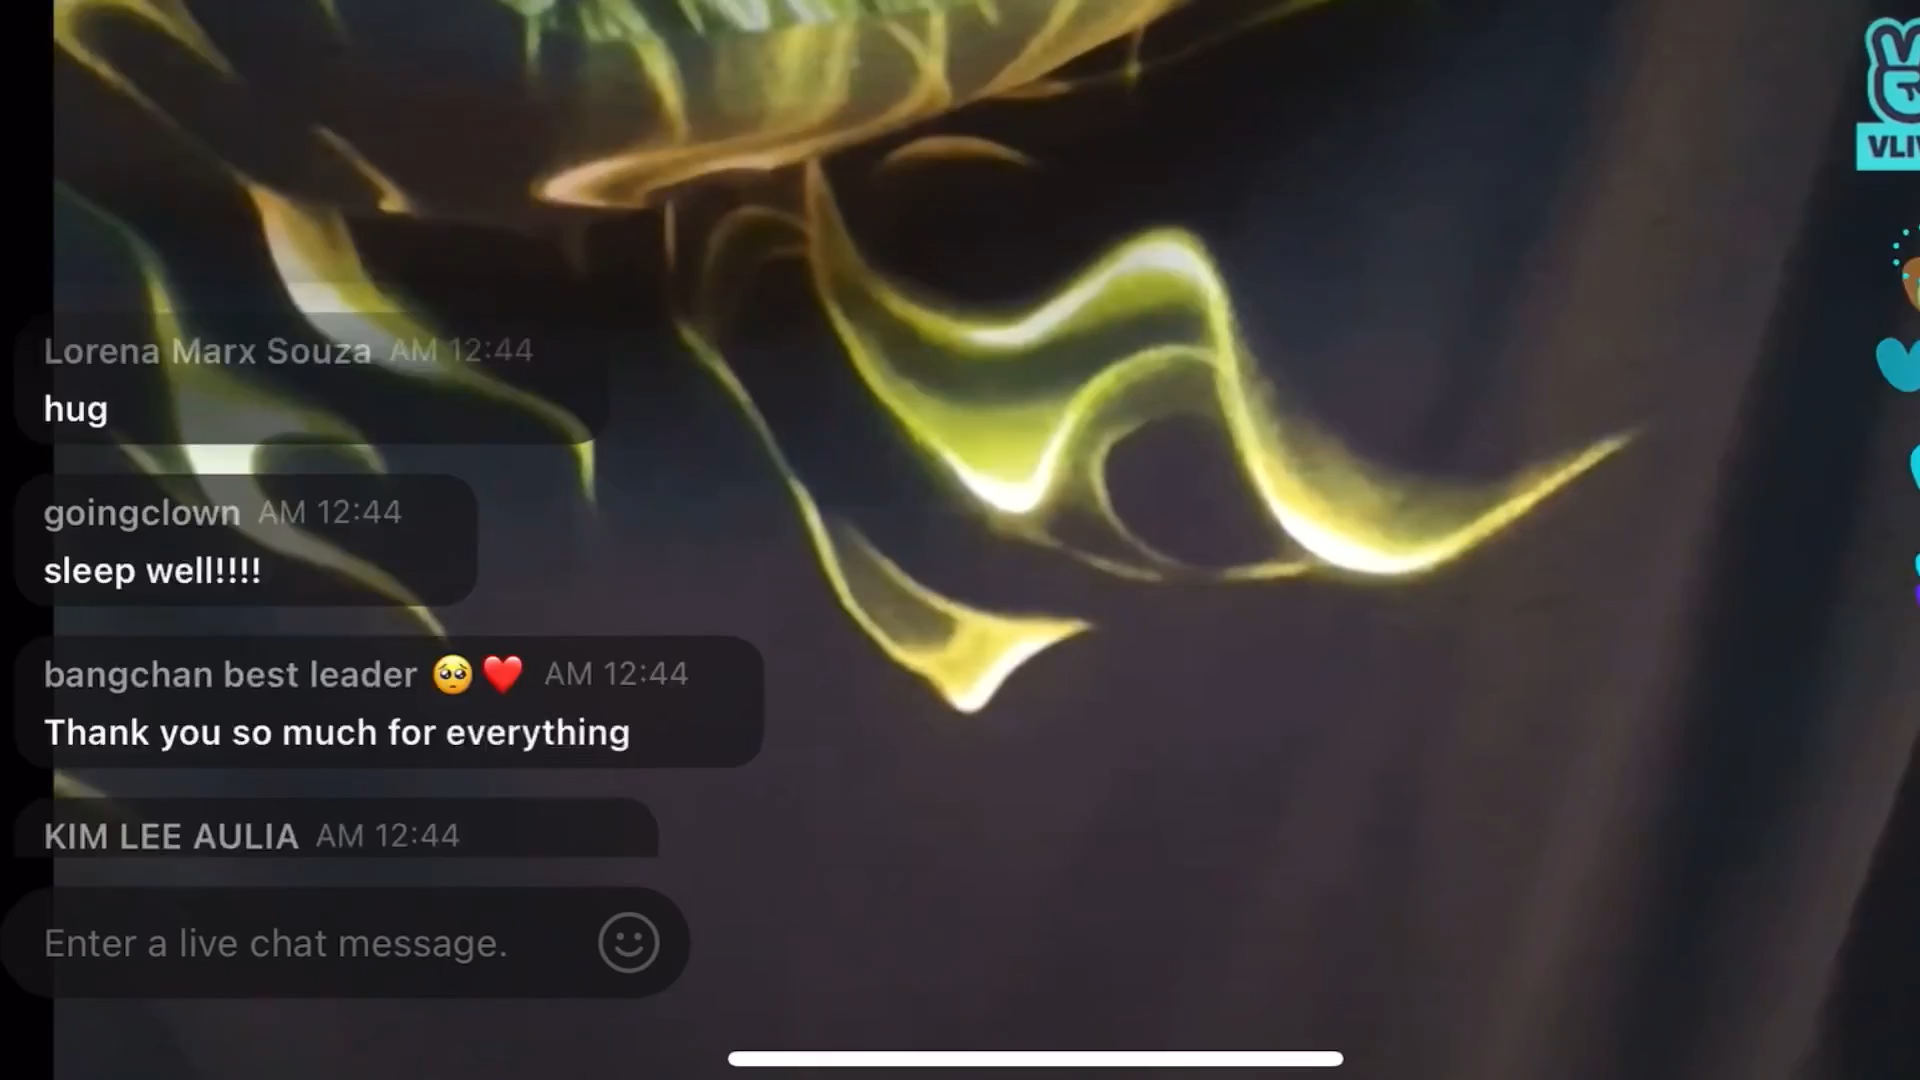 VLIV
Lorena Marx Souza AM 12:44
hug
goingclown AM 12:44
sleep well!!!!
bangchan best leader 🥺❤️ AM 12:44
Thank you so much for everything
KIM LEE AULIA AM 12:44
Enter a live chat message.